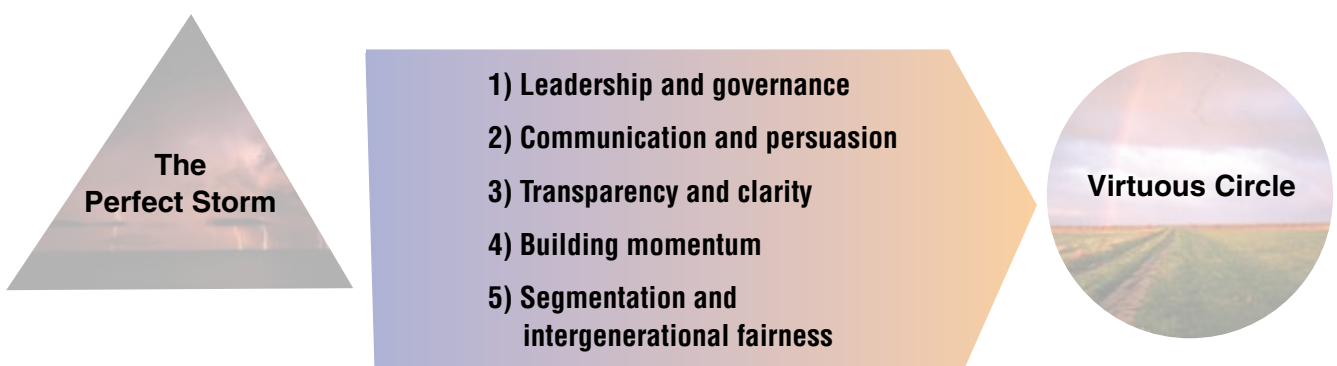 The
Perfect Storm
1) Leadership and governance
2) Communication and persuasion
3) Transparency and clarity
4) Building momentum
5) Segmentation and
intergenerational fairness
Virtuous Circle